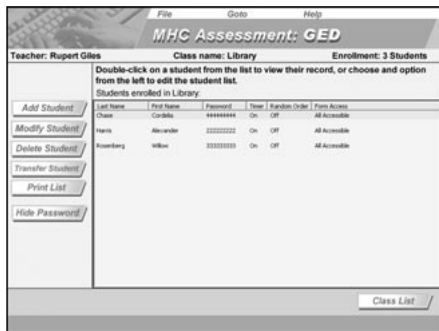 File Goto Help
MHC Assessment: GED
Teacher: Rupert Giles Class name: Library Enrollment: 3 Students
Double-click on a student from the list to view their record, or choose and option
from the left to edit the student list.
Students enrolled in Library:
Last Name First Name Password Timer Random Order Form Access
Chase Cordelia ######### On Off All Accessible
Harris Alexander 222222222 On Off All Accessible
Rosenberg Willow 333333333 On Off All Accessible
Add Student
Modify Student
Delete Student
Transfer Student
Print List
Hide Password
Class List